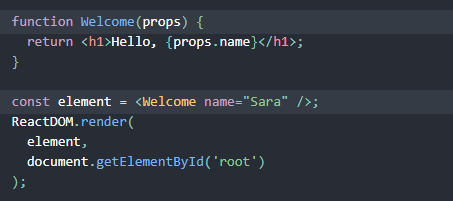 function Welcome(props) {
  return <h1>Hello, {props.name}</h1>;
}

const element = <Welcome name="Sara" />;
ReactDOM.render(
  element,
  document.getElementById('root')
);